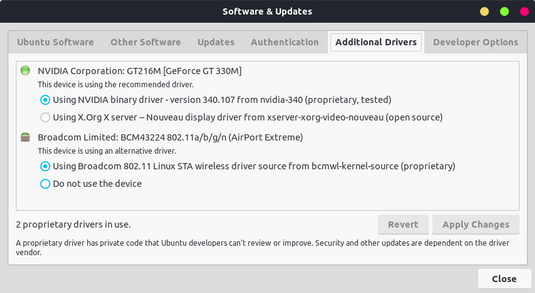 Software & Updates
Ubuntu Software
Other Software
Updates
Authentication
Additional Drivers
Developer Options
NVIDIA Corporation: GT216M [GeForce GT 330M]
This device is using the recommended driver.
Using NVIDIA binary driver - version 340.107 from nvidia-340 (proprietary, tested)
Using X.Org X server – Nouveau display driver from xserver-xorg-video-nouveau (open source)
Broadcom Limited: BCM43224 802.11a/b/g/n (AirPort Extreme)
This device is using an alternative driver.
Using Broadcom 802.11 Linux STA wireless driver source from bcmwl-kernel-source (proprietary)
Do not use the device
2 proprietary drivers in use.
Revert
Apply Changes
A proprietary driver has private code that Ubuntu developers can't review or improve. Security and other updates are dependent on the driver
vendor.
Close